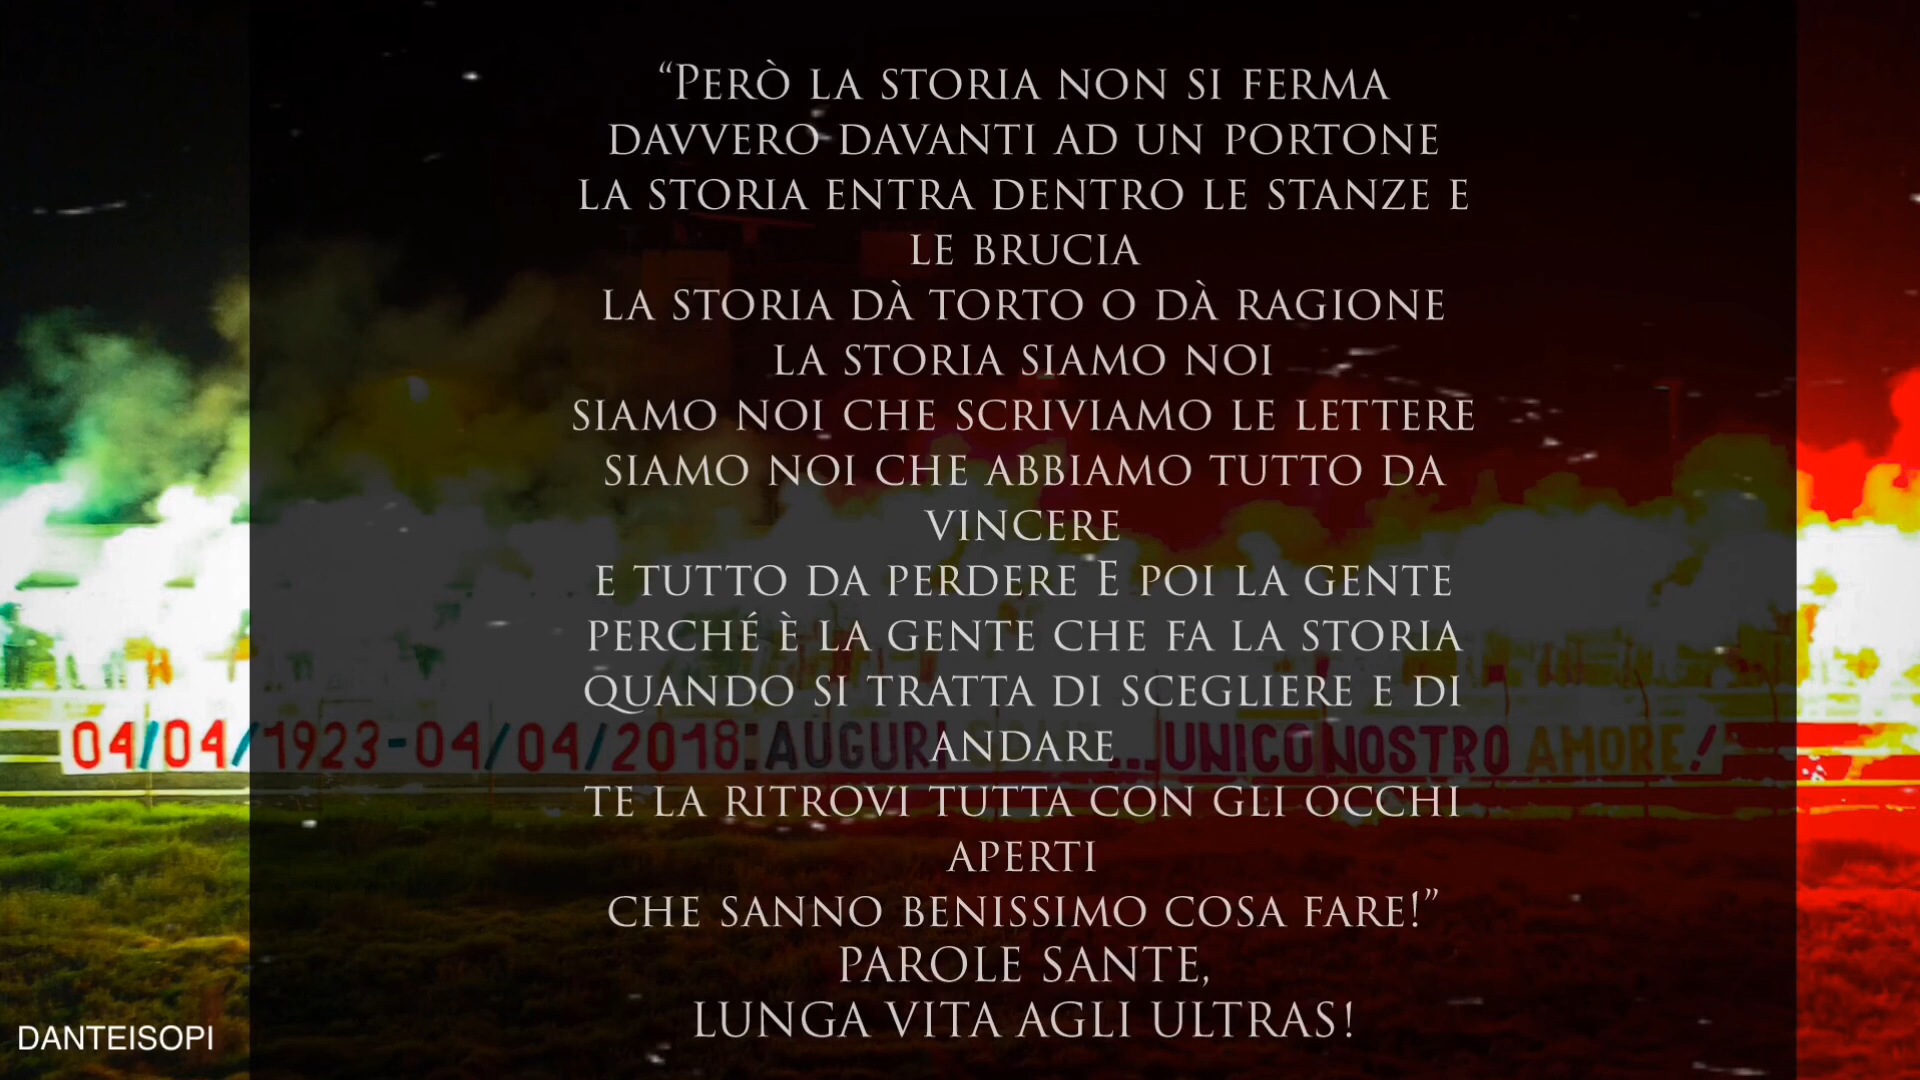 “Però la storia non si ferma
davvero davanti ad un portone
la storia entra dentro le stanze e
le brucia
la storia dà torto o dà ragione
la storia siamo noi
siamo noi che scriviamo le lettere
siamo noi che abbiamo tutto da
vincere
e tutto da perdere E poi la gente
perché è la gente che fa la storia
quando si tratta di scegliere e di
andare
te la ritrovi tutta con gli occhi
aperti
che sanno benissimo cosa fare!”
PAROLE SANTE,
LUNGA VITA AGLI ULTRAS!
04/04/1923-04/04/2018: AUGURI ...UNICO NOSTRO AMORE!
DANTEISOPI